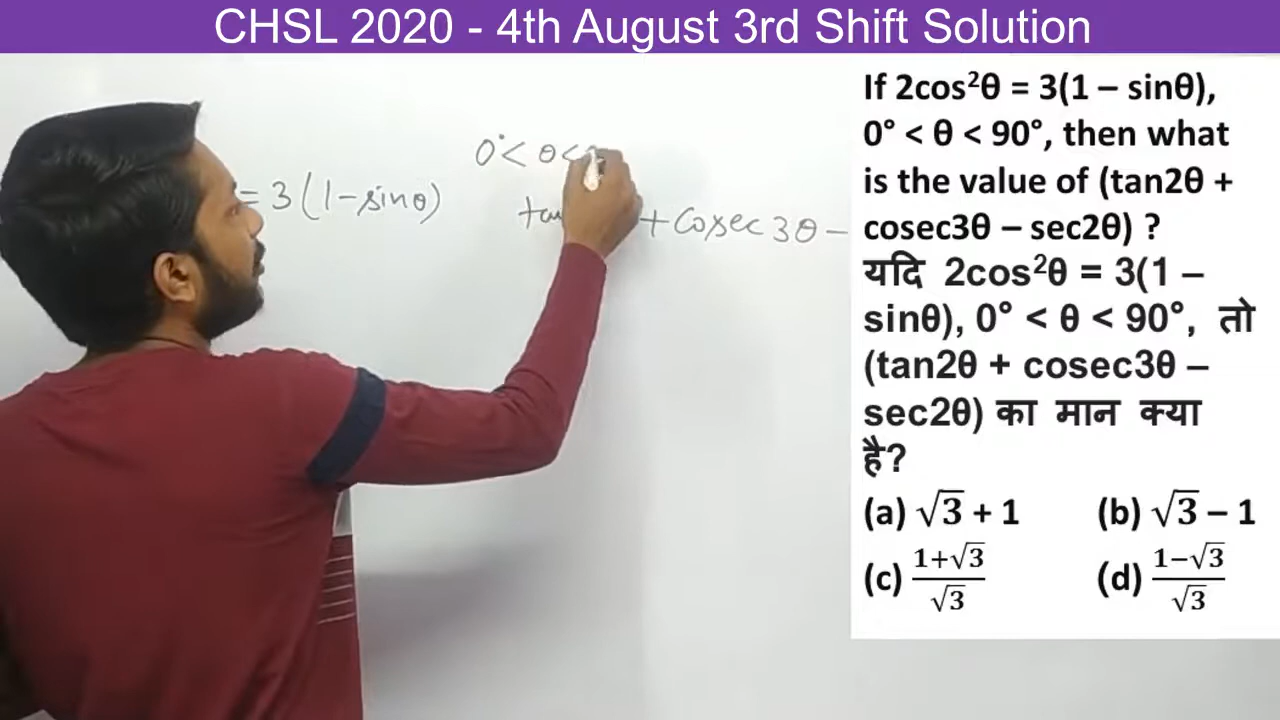 CHSL 2020 - 4th August 3rd Shift Solution
0° < θ <
= 3 (1-sinθ)
+ Cosec 3θ -
If 2cos²θ = 3(1 – sinθ),
0° < θ < 90°, then what
is the value of (tan2θ +
cosec3θ – sec2θ) ?
यदि 2cos²θ = 3(1 –
sinθ), 0° < θ < 90°, तो
(tan2θ + cosec3θ –
sec2θ) का मान क्या
है?
(a) √3 + 1 (b) √3 – 1
(c) 1+√3/√3 (d) 1−√3/√3